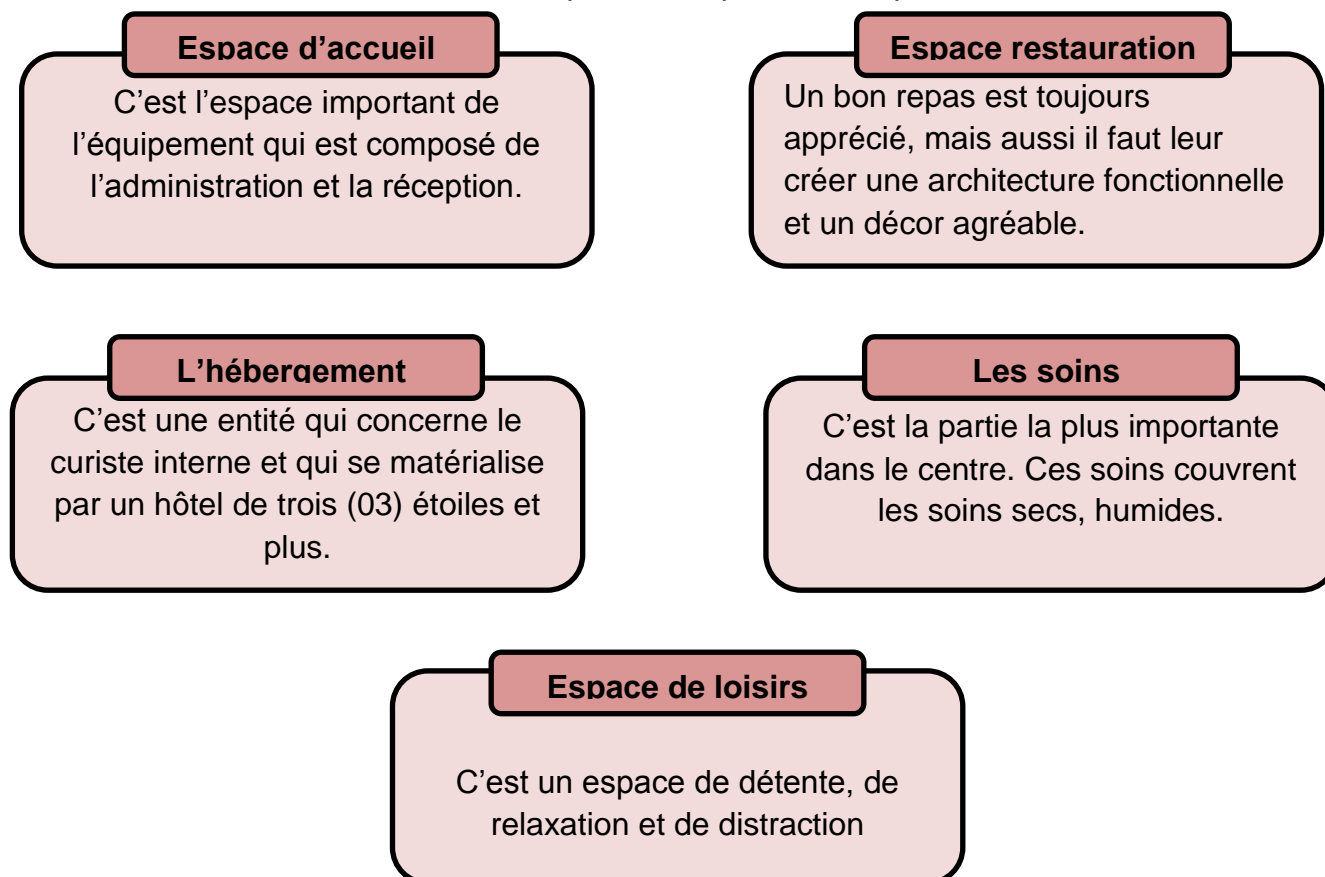 Espace d’accueil
C’est l’espace important de
l’équipement qui est composé de
l’administration et la réception.
Espace restauration
Un bon repas est toujours
apprécié, mais aussi il faut leur
créer une architecture fonctionnelle
et un décor agréable.
L’hébergement
C’est une entité qui concerne le
curiste interne et qui se matérialise
par un hôtel de trois (03) étoiles et
plus.
Les soins
C’est la partie la plus importante
dans le centre. Ces soins couvrent
les soins secs, humides.
Espace de loisirs
C’est un espace de détente, de
relaxation et de distraction